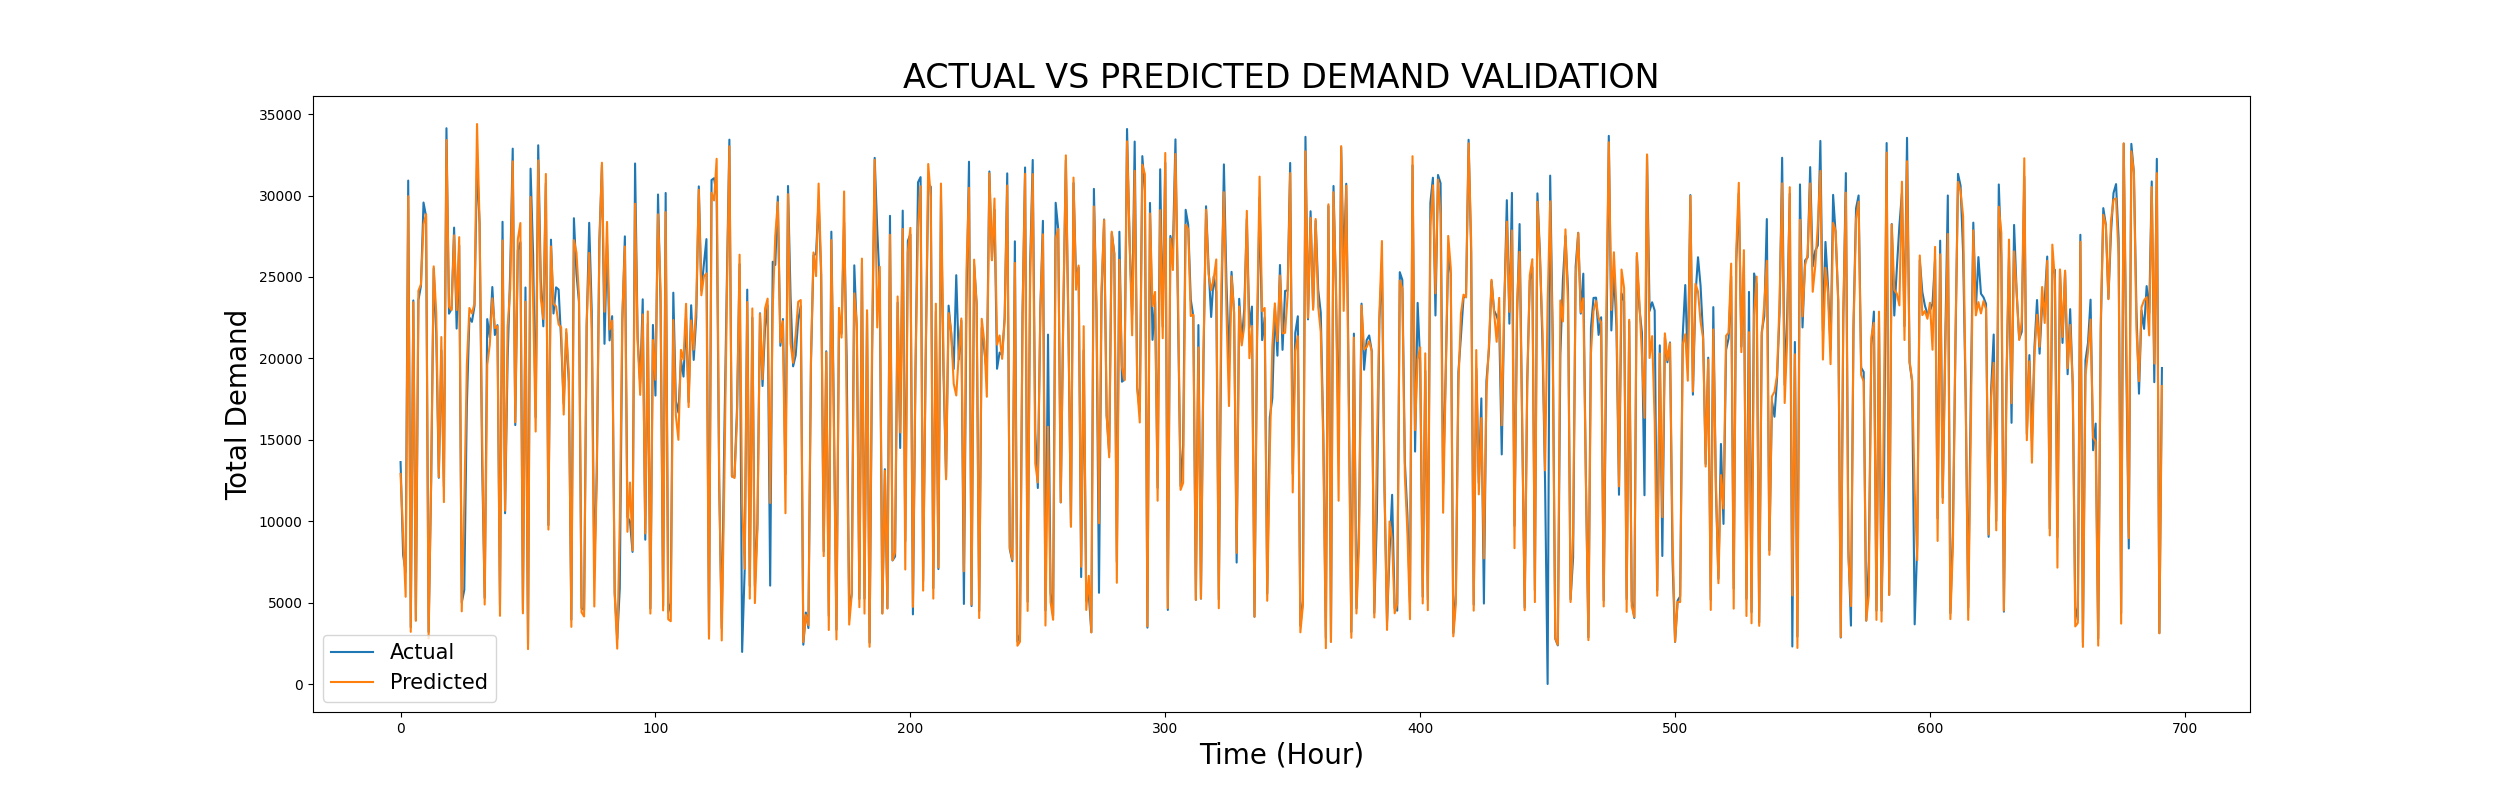 ACTUAL VS PREDICTED DEMAND VALIDATION
35000
30000
25000
20000
15000
10000
5000
0
Total Demand
Actual
Predicted
0 100 200 300 400 500 600 700
Time (Hour)